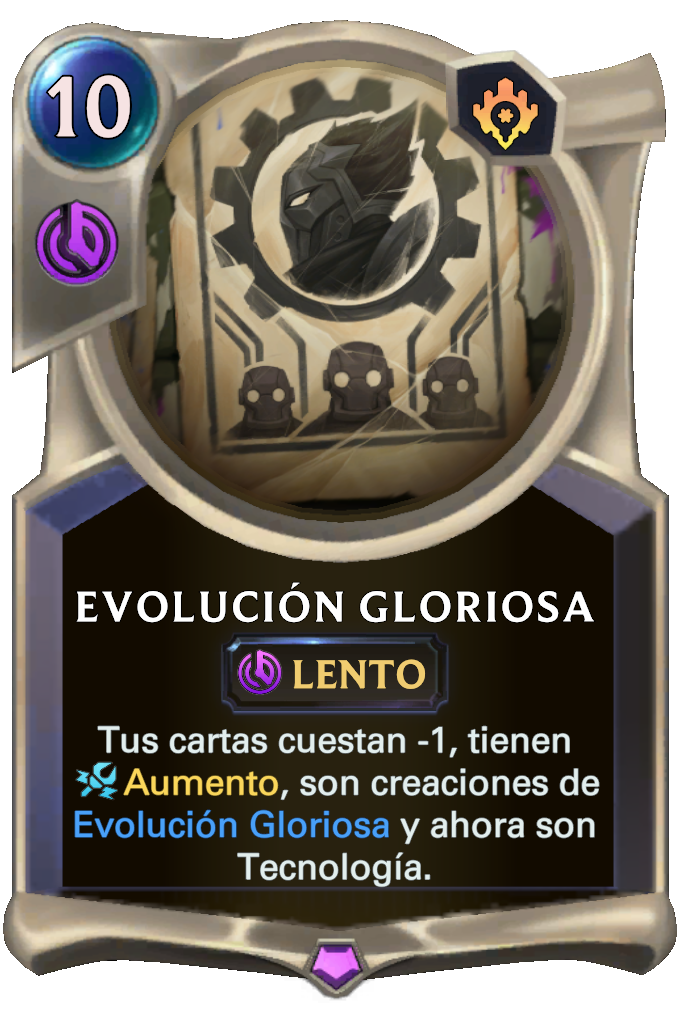 10
EVOLUCIÓN GLORIOSA
LENTO
Tus cartas cuestan -1, tienen
Aumento, son creaciones de
Evolución Gloriosa y ahora son
Tecnología.